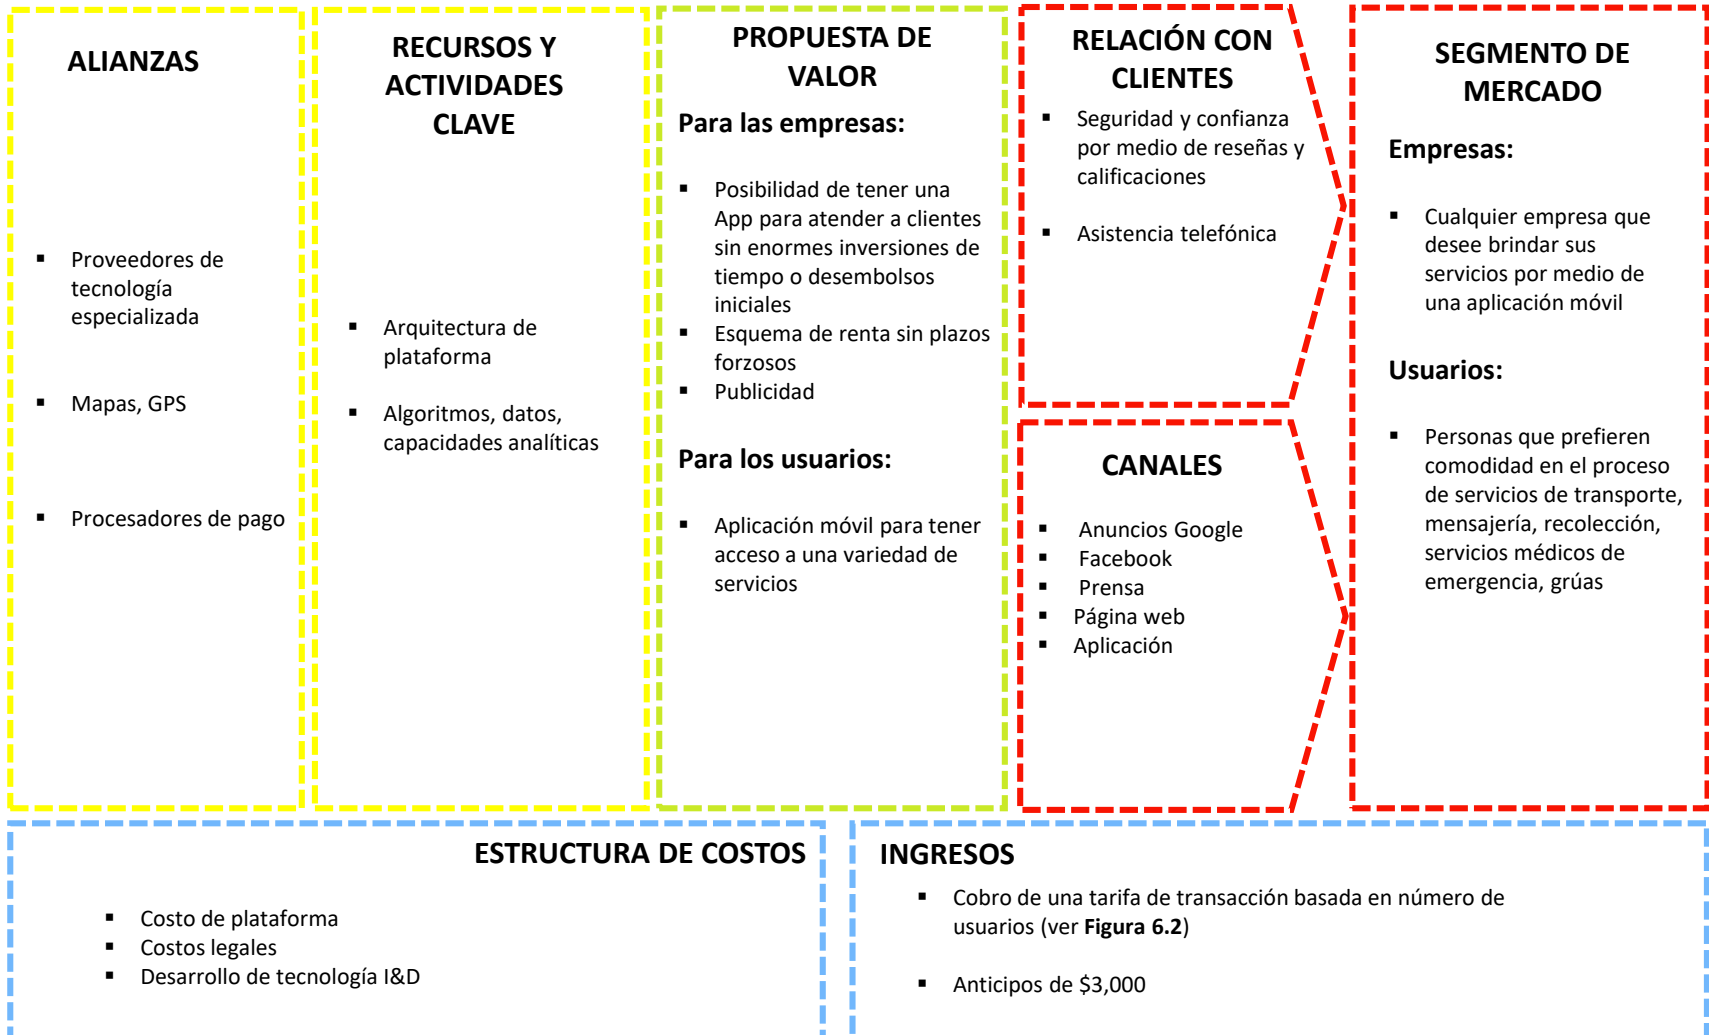 ALIANZAS
▪ Proveedores de
tecnología
especializada
▪ Mapas, GPS
▪ Procesadores de pago
RECURSOS Y
ACTIVIDADES
CLAVE
▪ Arquitectura de
plataforma
▪ Algoritmos, datos,
capacidades analíticas
PROPUESTA DE
VALOR
Para las empresas:
▪ Posibilidad de tener una
App para atender a clientes
sin enormes inversiones de
tiempo o desembolsos
iniciales
▪ Esquema de renta sin plazos
forzosos
▪ Publicidad
Para los usuarios:
▪ Aplicación móvil para tener
acceso a una variedad de
servicios
RELACIÓN CON
CLIENTES
▪ Seguridad y confianza
por medio de reseñas y
calificaciones
▪ Asistencia telefónica
CANALES
▪ Anuncios Google
▪ Facebook
▪ Prensa
▪ Página web
▪ Aplicación
SEGMENTO DE
MERCADO
Empresas:
▪ Cualquier empresa que
desee brindar sus
servicios por medio de
una aplicación móvil
Usuarios:
▪ Personas que prefieren
comodidad en el proceso
de servicios de transporte,
mensajería, recolección,
servicios médicos de
emergencia, grúas
ESTRUCTURA DE COSTOS
▪ Costo de plataforma
▪ Costos legales
▪ Desarrollo de tecnología I&D
INGRESOS
▪ Cobro de una tarifa de transacción basada en número de
usuarios (ver Figura 6.2)
▪ Anticipos de $3,000